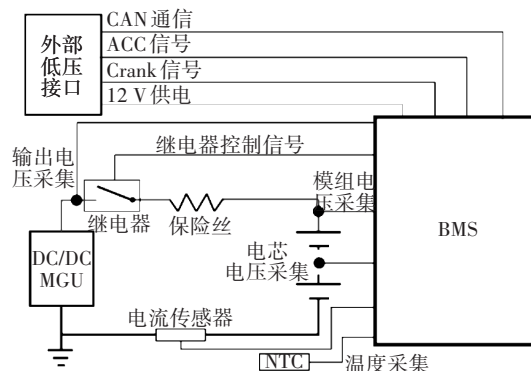 CAN通信
ACC信号
Crank信号
12 V供电
外部
低压
接口
输出电
压采集
继电器控制信号
继电器
保险丝
模组电
压采集
BMS
DC/DC
MGU
电芯
电压采集
电流传感器
NTC
温度采集